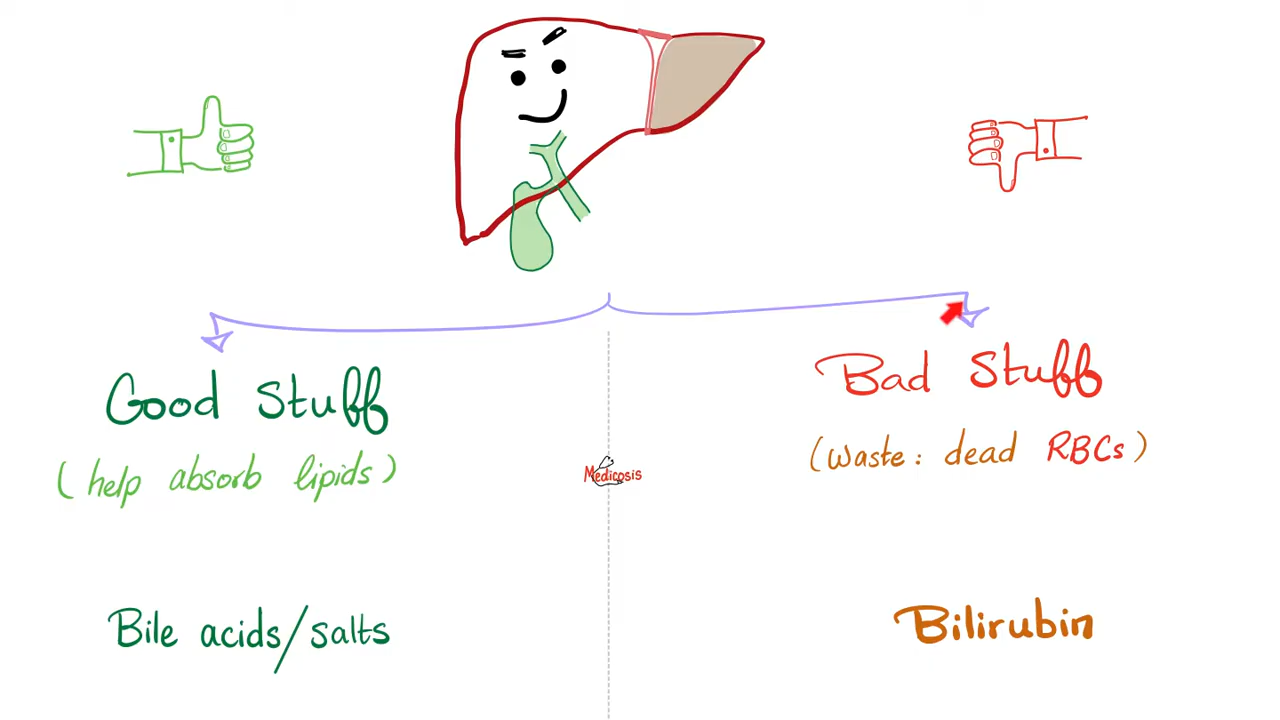 Good Stuff
(help absorb lipids)
Bile acids/salts
Medicosis
Bad Stuff
(waste: dead RBCs)
Bilirubin